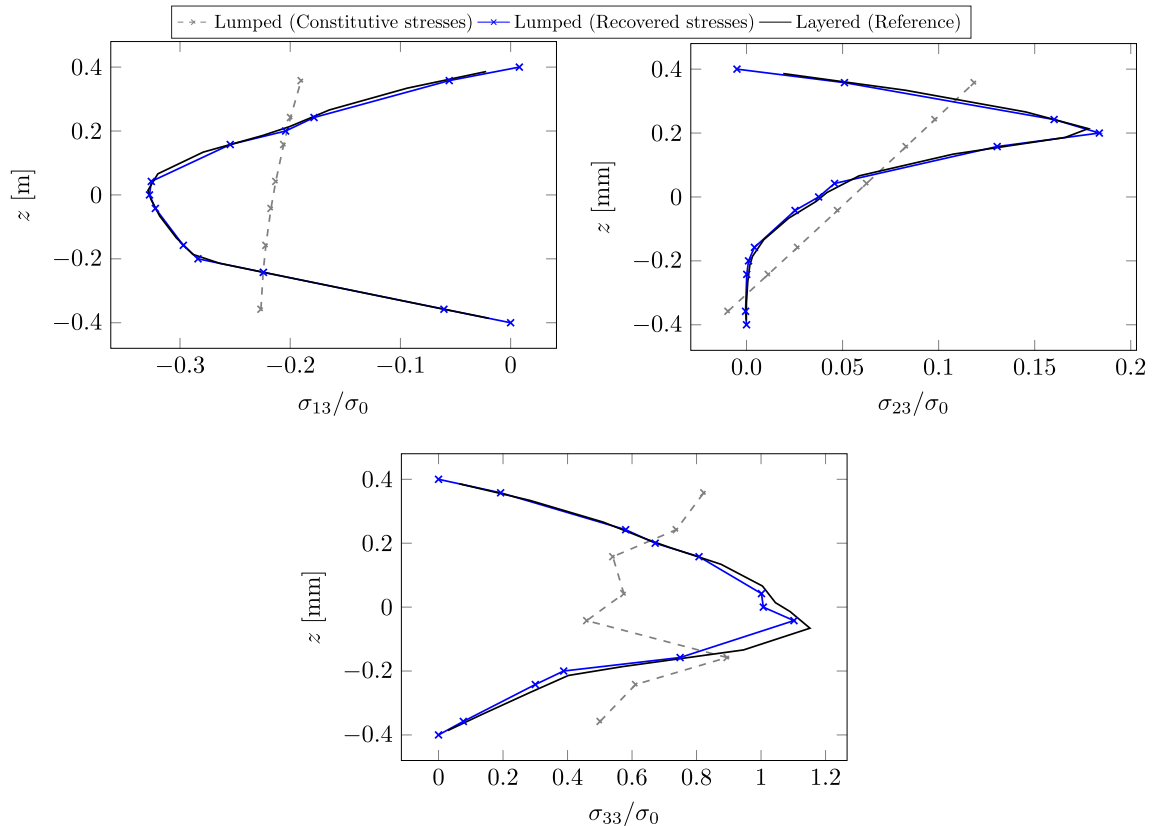 Lumped (Constitutive stresses) Lumped (Recovered stresses) Layered (Reference)
0.4
0.2
0
−0.2
−0.4
z [m]
−0.3 −0.2 −0.1 0
σ13/σ0
0.4
0.2
0
−0.2
−0.4
z [mm]
0.0 0.05 0.1 0.15 0.2
σ23/σ0
0.4
0.2
0
−0.2
−0.4
z [mm]
0 0.2 0.4 0.6 0.8 1 1.2
σ33/σ0